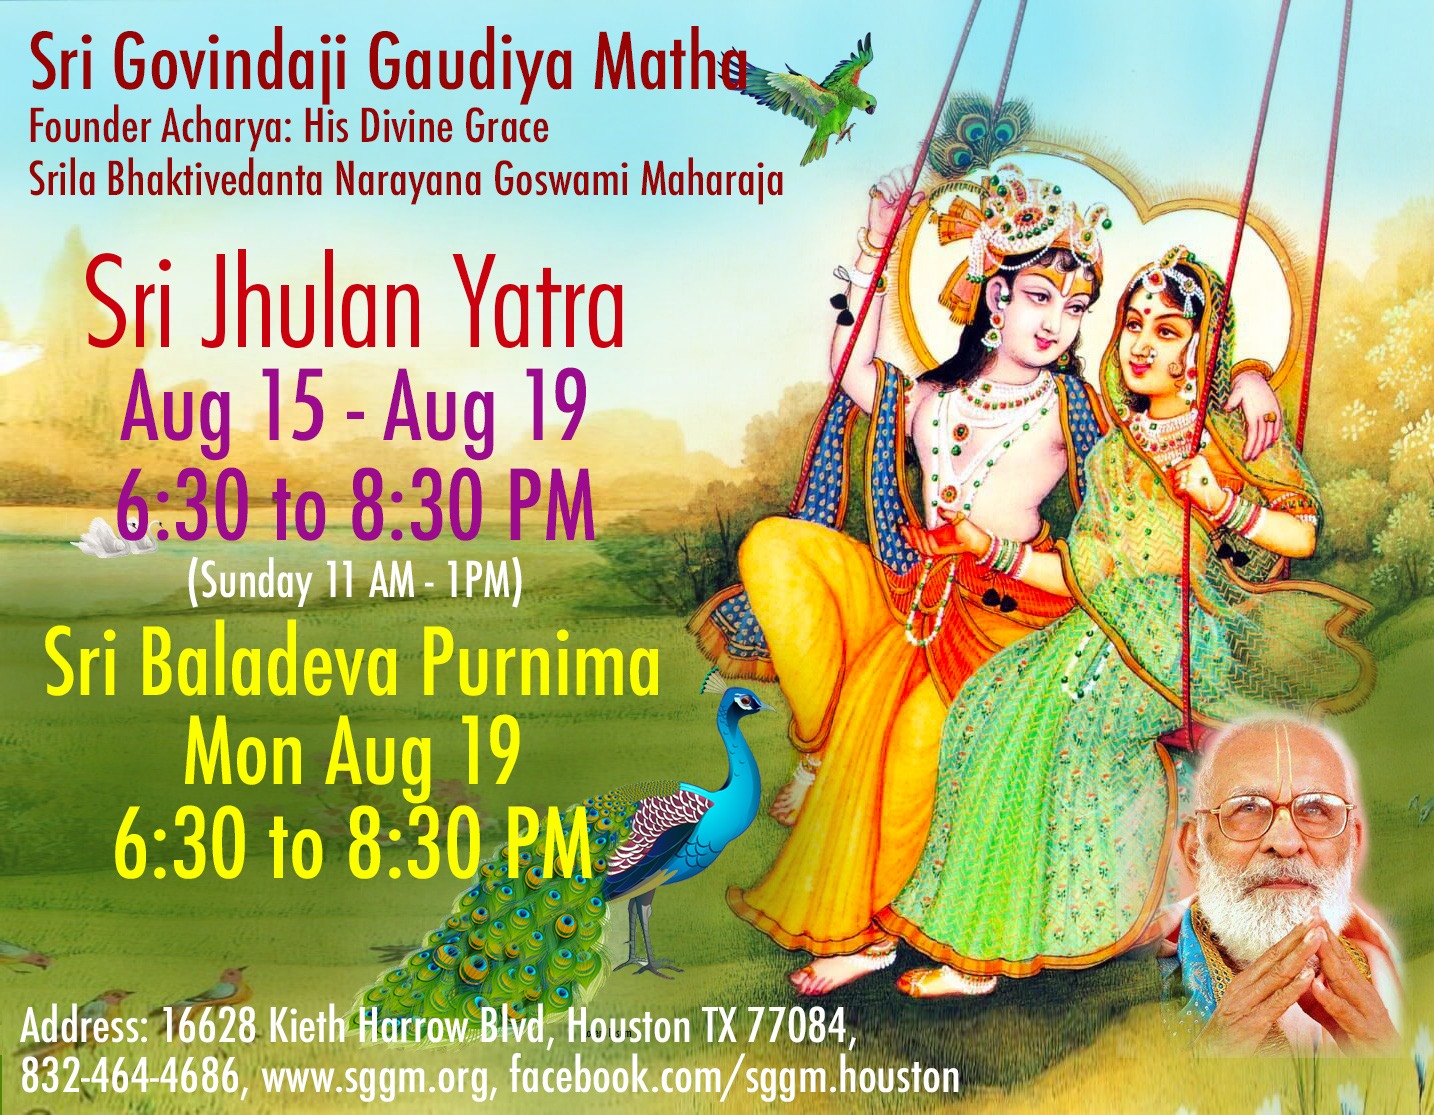 Sri Govindaji Gaudiya Matha
Founder Acharya: His Divine Grace
Srila Bhaktivedanta Narayana Goswami Maharaja
Sri Jhulan Yatra
Aug 15 - Aug 19
6:30 to 8:30 PM
(Sunday 11 AM - 1PM)
Sri Baladeva Purnima
Mon Aug 19
6:30 to 8:30 PM
Address: 16628 Kieth Harrow Blvd, Houston TX 77084,
832-464-4686, www.sggm.org, facebook.com/sggm.houston